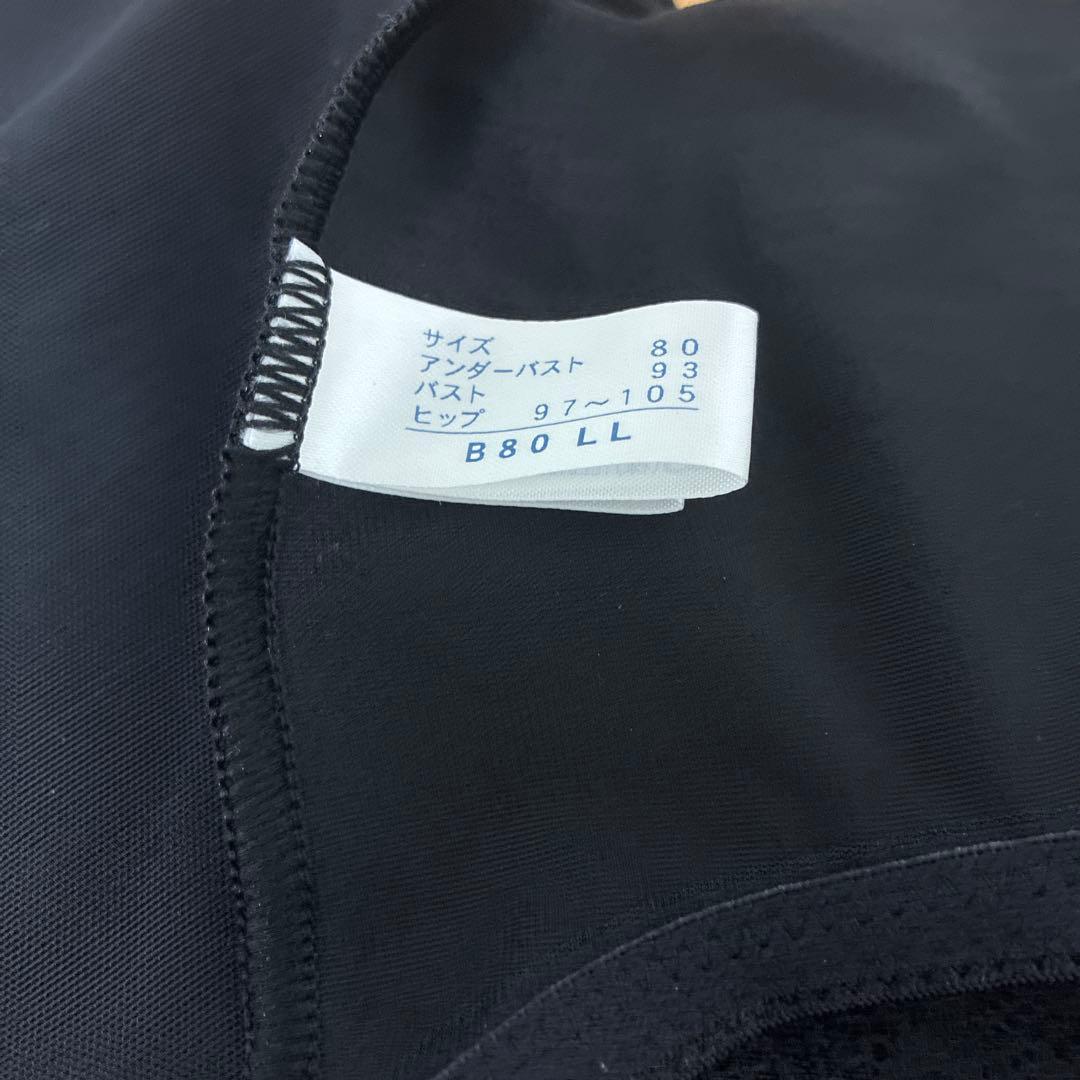 サイズ
アンダーバスト 80
バスト 93
ヒップ 97～105
B80 LL